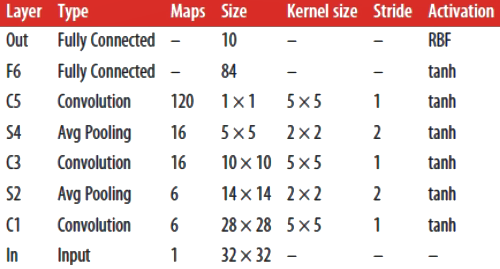 Layer Type Maps Size Kernel size Stride Activation
Out Fully Connected – 10 – – RBF
F6 Fully Connected – 84 – – tanh
C5 Convolution 120 1 × 1 5 × 5 1 tanh
S4 Avg Pooling 16 5 × 5 2 × 2 2 tanh
C3 Convolution 16 10 × 10 5 × 5 1 tanh
S2 Avg Pooling 6 14 × 14 2 × 2 2 tanh
C1 Convolution 6 28 × 28 5 × 5 1 tanh
In Input 1 32 × 32 – – –